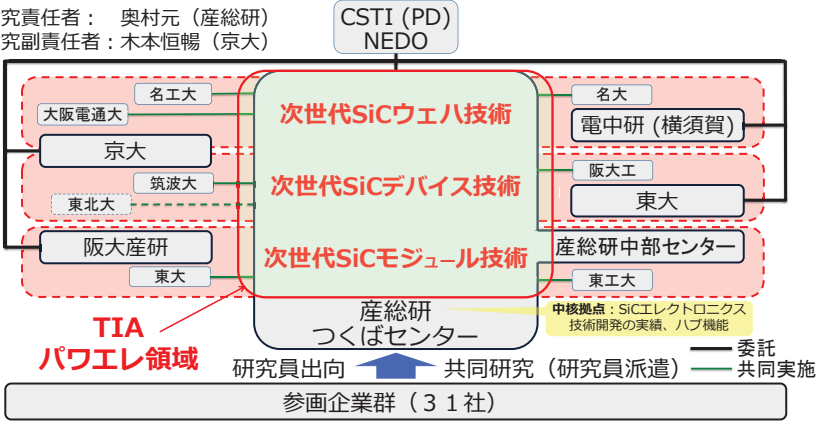 究責任者： 奥村元（産総研）
究副責任者：木本恒暢（京大）
CSTI (PD)
NEDO
名工大
大阪電通大
京大
筑波大
東北大
阪大産研
東大
次世代SiCウェハ技術
次世代SiCデバイス技術
次世代SiCモジュール技術
名大
電中研 (横須賀)
阪大工
東大
産総研中部センター
東工大
産総研
つくばセンター
中核拠点：SiCエレクトロニクス
技術開発の実績、ハブ機能
TIA
パワエレ領域
研究員出向
共同研究（研究員派遣）
委託
共同実施
参画企業群（３１社）